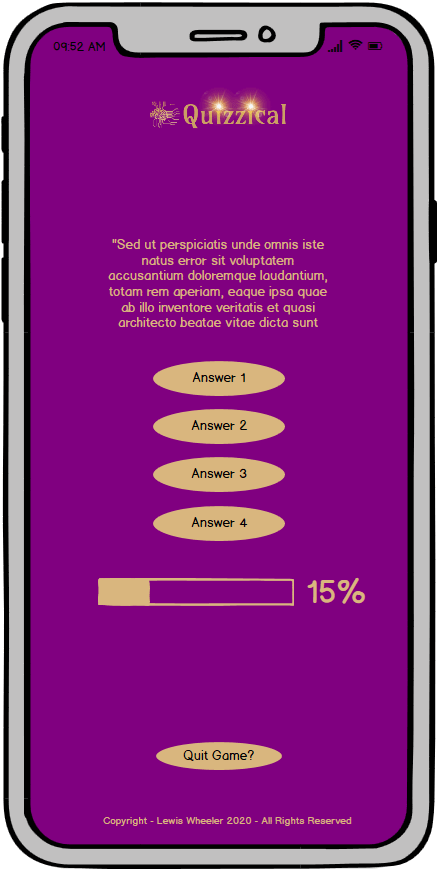 09:52 AM
Quizzical
"Sed ut perspiciatis unde omnis iste
natus error sit voluptatem
accusantium doloremque laudantium,
totam rem aperiam, eaque ipsa quae
ab illo inventore veritatis et quasi
architecto beatae vitae dicta sunt
Answer 1
Answer 2
Answer 3
Answer 4
15%
Quit Game?
Copyright - Lewis Wheeler 2020 - All Rights Reserved